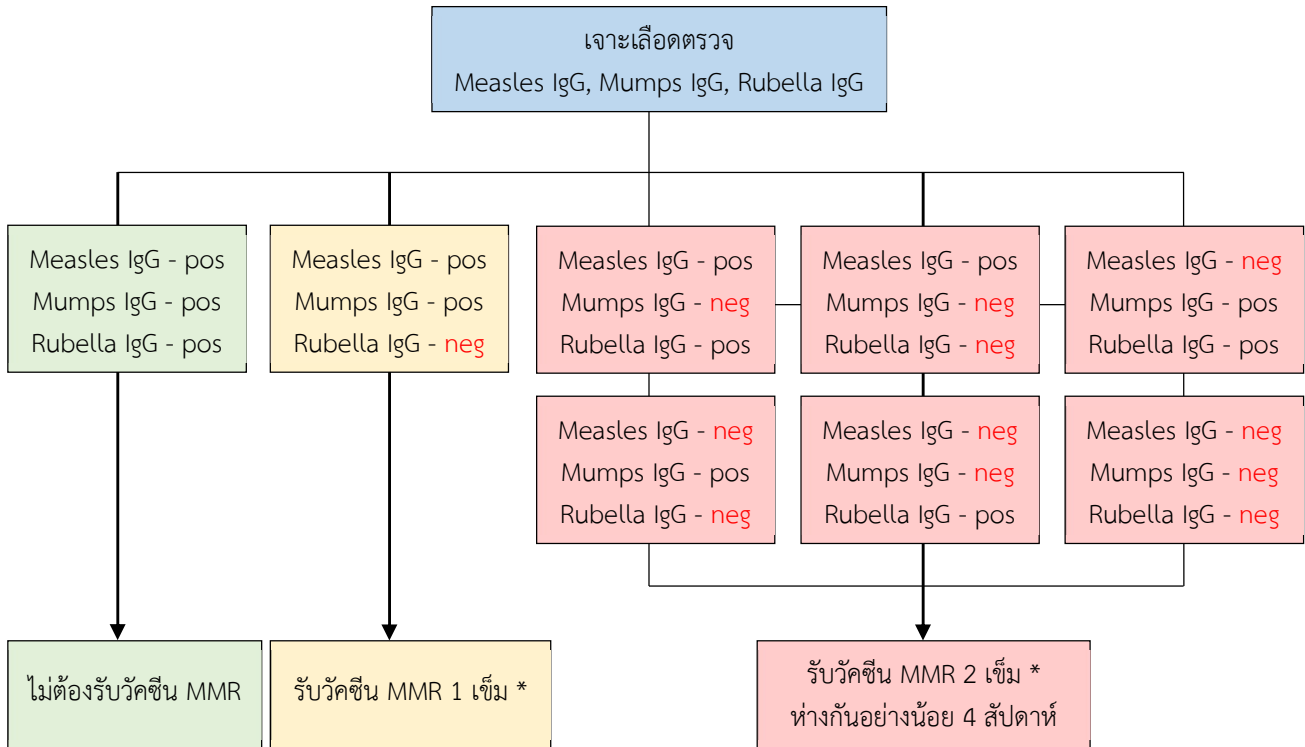 เจาะเลือดตรวจ
Measles IgG, Mumps IgG, Rubella IgG
Measles IgG - pos
Mumps IgG - pos
Rubella IgG - pos
Measles IgG - pos
Mumps IgG - pos
Rubella IgG - neg
Measles IgG - pos
Mumps IgG - neg
Rubella IgG - pos
Measles IgG - pos
Mumps IgG - neg
Rubella IgG - neg
Measles IgG - neg
Mumps IgG - pos
Rubella IgG - pos
Measles IgG - neg
Mumps IgG - pos
Rubella IgG - neg
Measles IgG - neg
Mumps IgG - neg
Rubella IgG - pos
Measles IgG - neg
Mumps IgG - neg
Rubella IgG - neg
ไม่ต้องรับวัคซีน MMR
รับวัคซีน MMR 1 เข็ม *
รับวัคซีน MMR 2 เข็ม *
ห่างกันอย่างน้อย 4 สัปดาห์